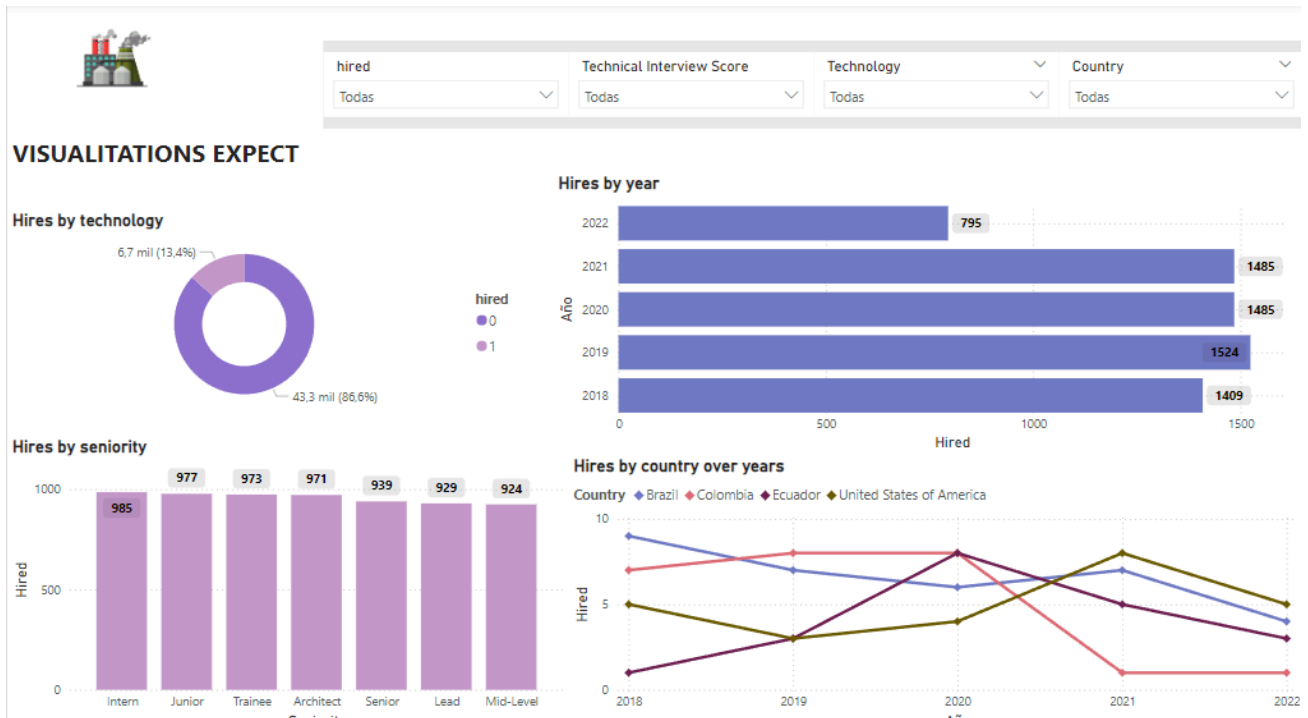 hired
Technical Interview Score
Technology
Country
Todas
Todas
Todas
Todas
VISUALITATIONS EXPECT
Hires by technology
6,7 mil (13,4%)
43,3 mil (86,6%)
hired
0
1
Hires by year
Año
2022
2021
2020
2019
2018
795
1485
1485
1524
1409
0
500
1000
1500
Hired
Hires by seniority
Hired
1000
500
0
985
977
973
971
939
929
924
Intern
Junior
Trainee
Architect
Senior
Lead
Mid-Level
Hires by country over years
Country
Brazil
Colombia
Ecuador
United States of America
Hired
10
5
0
2018
2019
2020
2021
2022